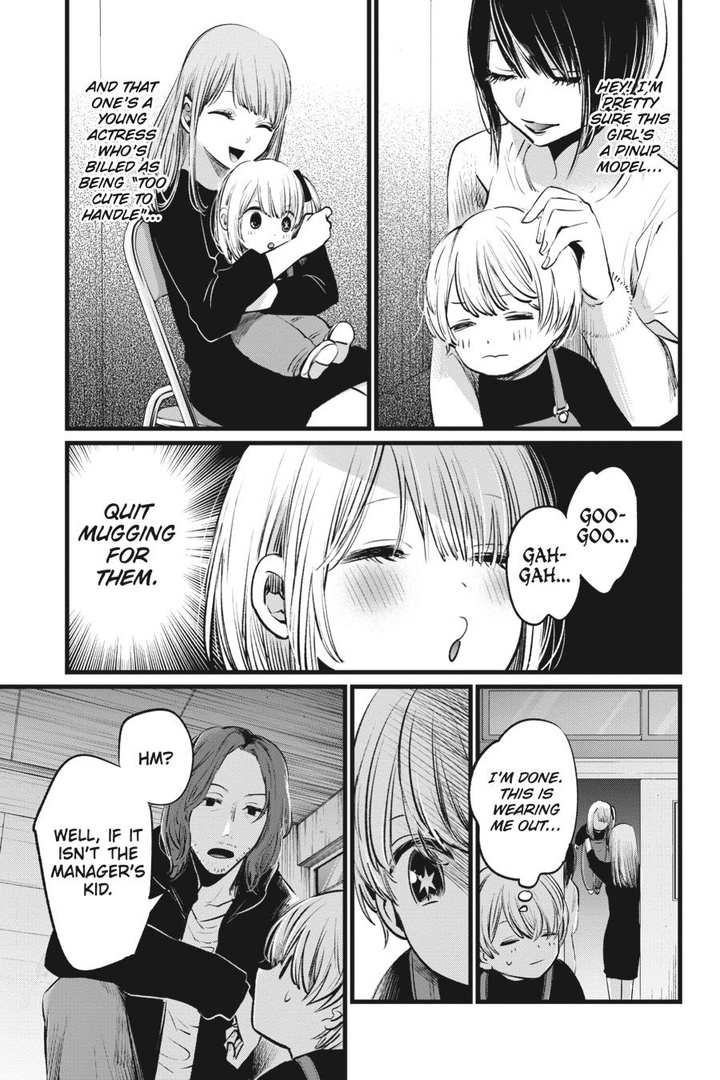 HEY! I'M
PRETTY
SURE THIS
GIRL'S
A PINUP
MODEL...
AND THAT
ONE'S A
YOUNG
ACTRESS
WHO'S
BILLED AS
BEING "TOO
CUTE TO
HANDLE"...
GOO-
GOO...
GAH-
GAH...
QUIT
MUGGING
FOR
THEM.
I'M DONE.
THIS IS
WEARING
ME OUT...
HM?
WELL, IF IT
ISN'T THE
MANAGER'S
KID.